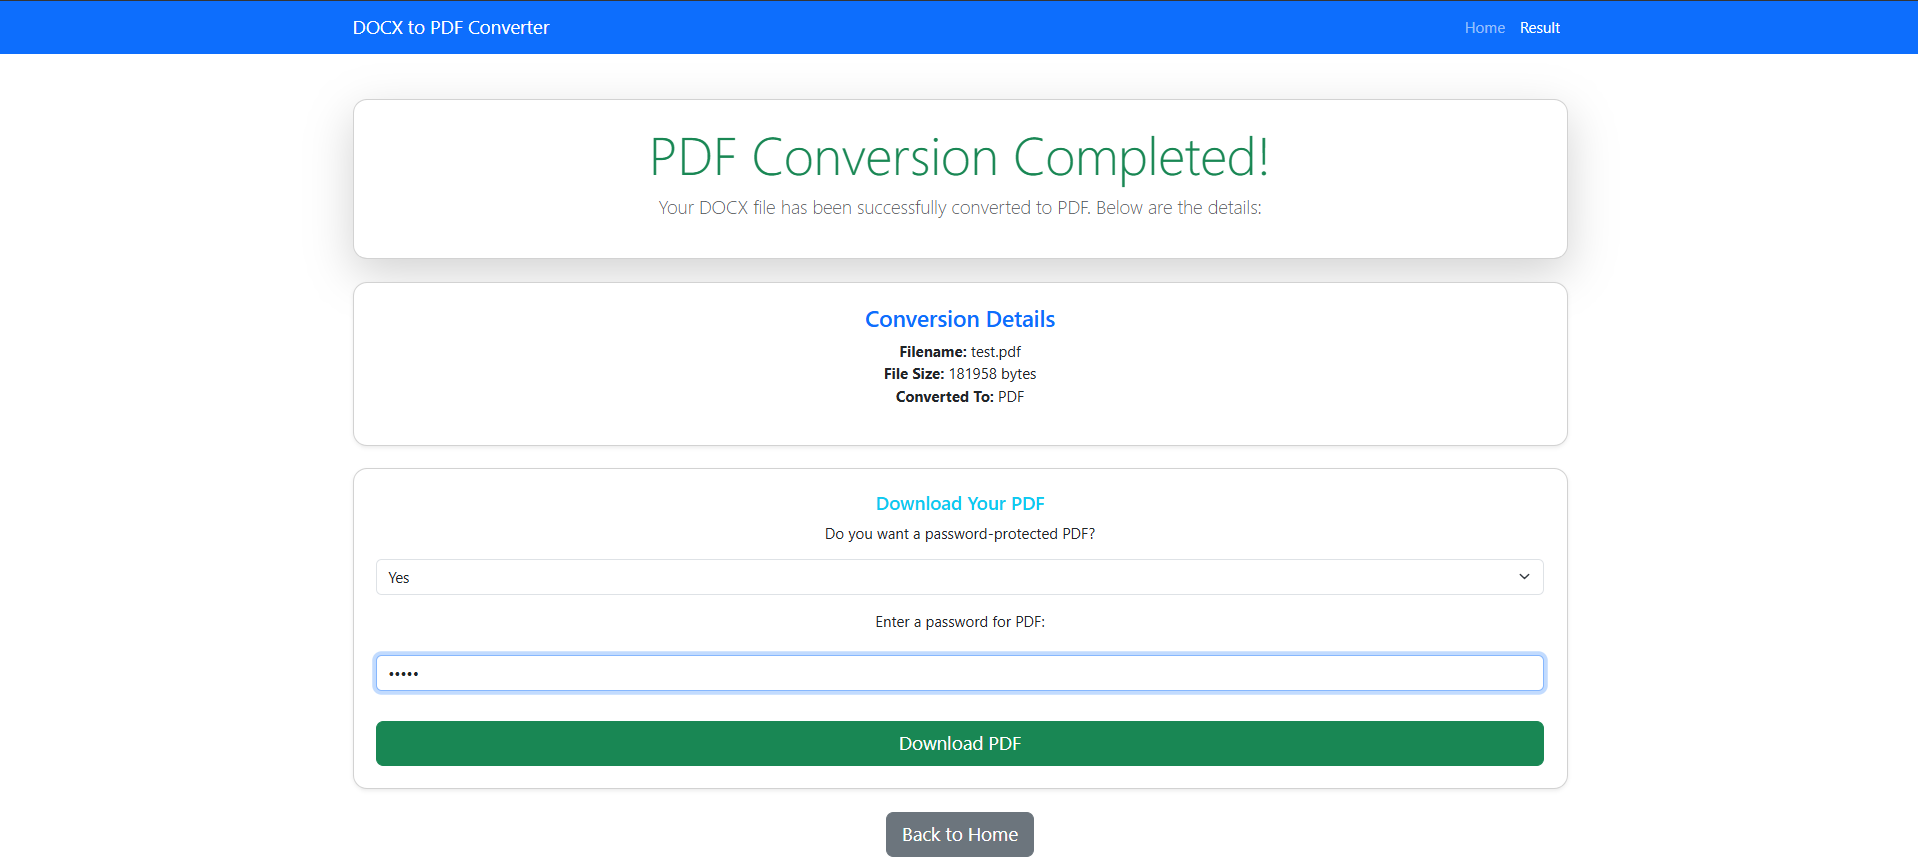 DOCX to PDF Converter
Home Result
PDF Conversion Completed!
Your DOCX file has been successfully converted to PDF. Below are the details:
Conversion Details
Filename: test.pdf
File Size: 181958 bytes
Converted To: PDF
Download Your PDF
Do you want a password-protected PDF?
Yes
Enter a password for PDF:
•••••
Download PDF
Back to Home